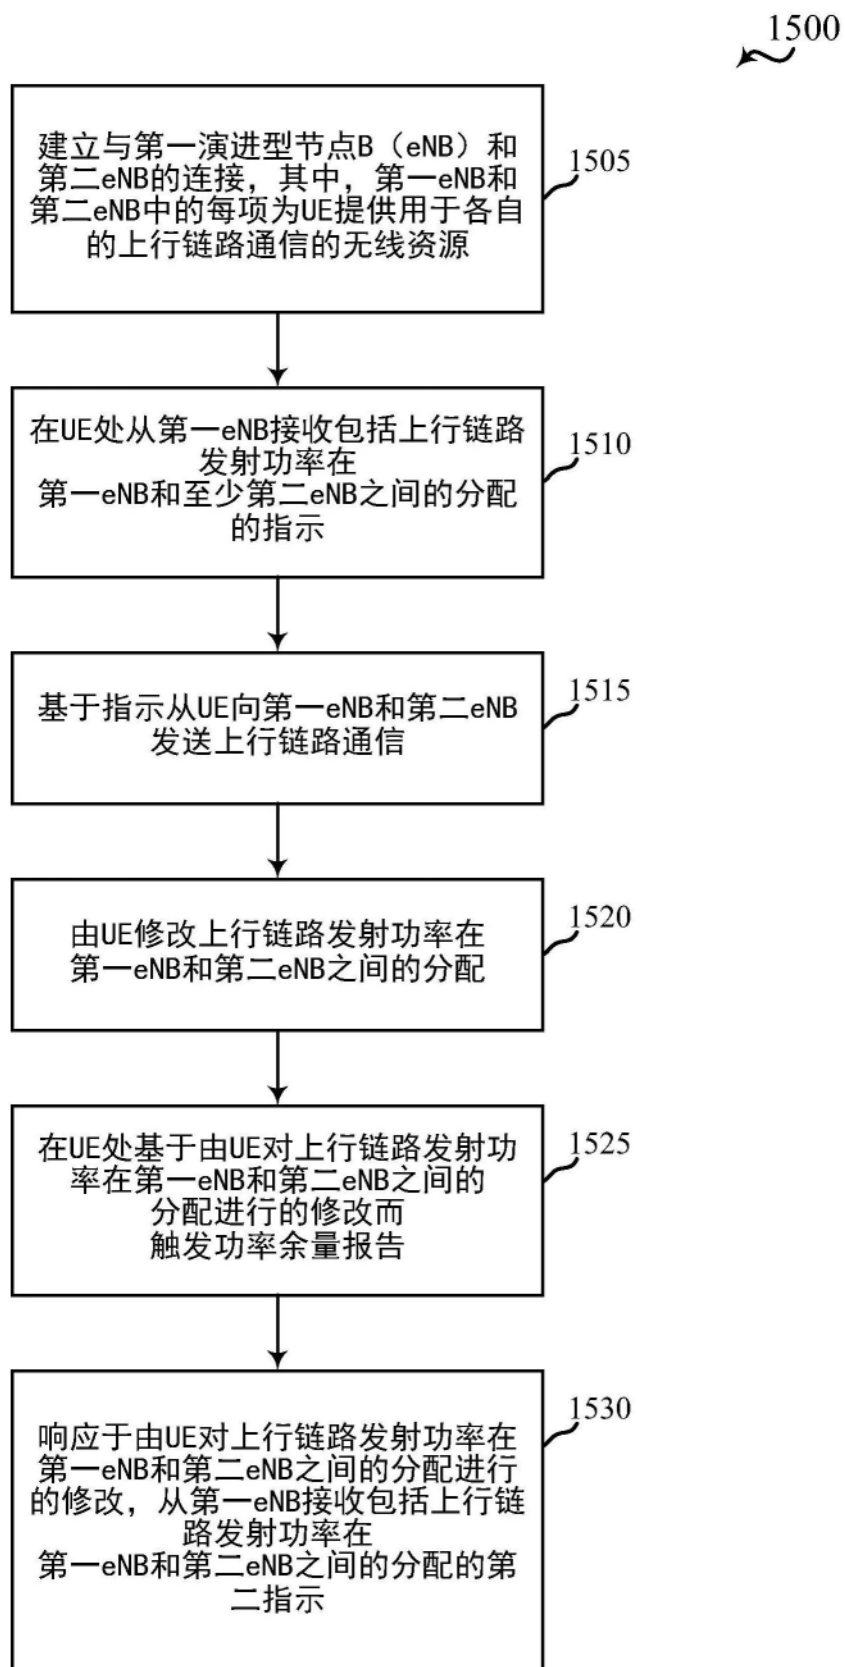 1500
建立与第一演进型节点B（eNB）和
第二eNB的连接，其中，第一eNB和
第二eNB中的每项为UE提供用于各自
的上行链路通信的无线资源
1505
在UE处从第一eNB接收包括上行链路
发射功率在
第一eNB和至少第二eNB之间的分配
的指示
1510
基于指示从UE向第一eNB和第二eNB
发送上行链路通信
1515
由UE修改上行链路发射功率在
第一eNB和第二eNB之间的分配
1520
在UE处基于由UE对上行链路发射功
率在第一eNB和第二eNB之间的
分配进行的修改而
触发功率余量报告
1525
响应于由UE对上行链路发射功率在
第一eNB和第二eNB之间的分配进行
的修改，从第一eNB接收包括上行链
路发射功率在
第一eNB和第二eNB之间的分配的第
二指示
1530